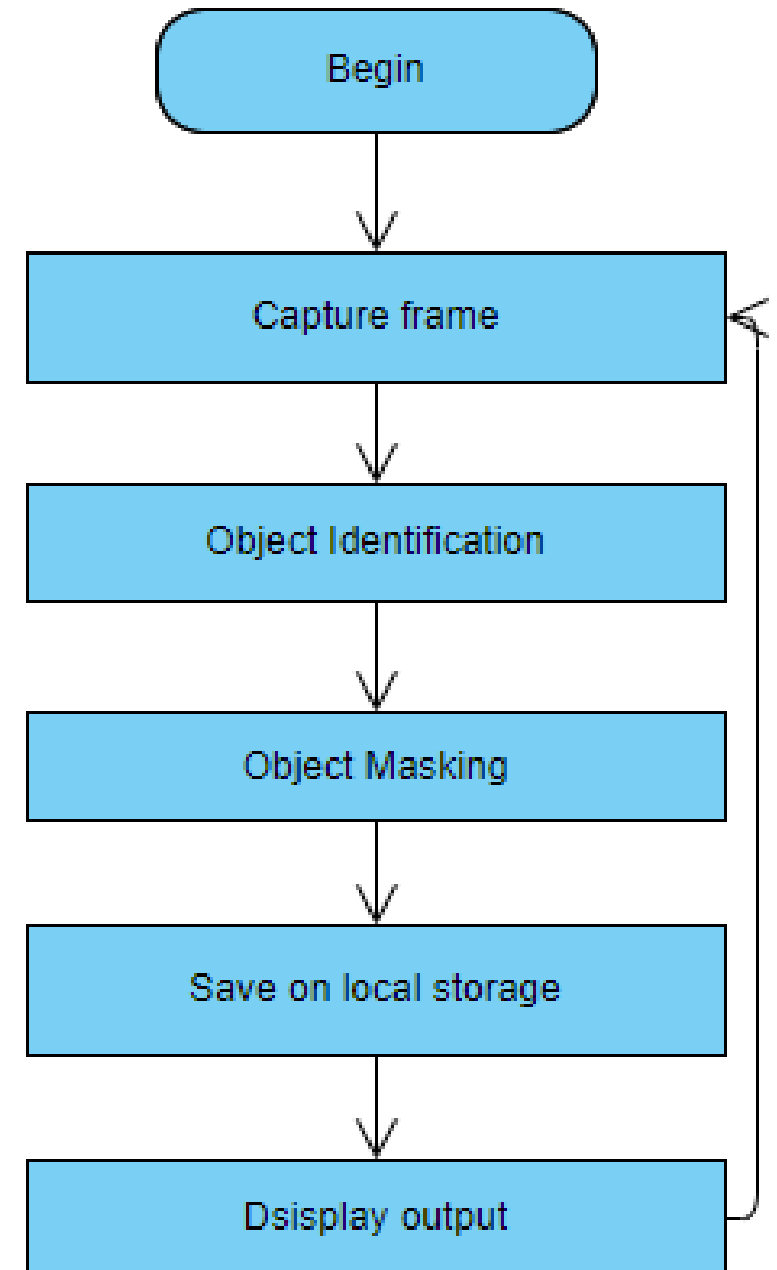 Begin
Capture frame
Object Identification
Object Masking
Save on local storage
Dsisplay output